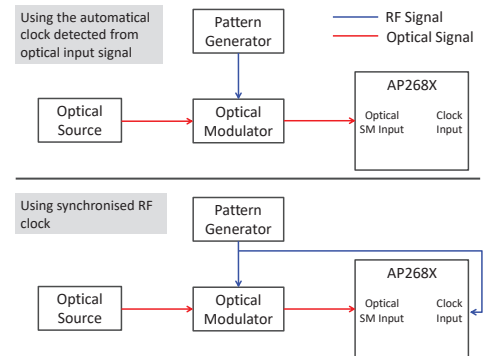 Using the automatical
clock detected from
optical input signal
Pattern
Generator
RF Signal
Optical Signal
Optical
Source
Optical
Modulator
AP268X
Optical
SM Input
Clock
Input
Using synchronised RF
clock
Pattern
Generator
Optical
Source
Optical
Modulator
AP268X
Optical
SM Input
Clock
Input